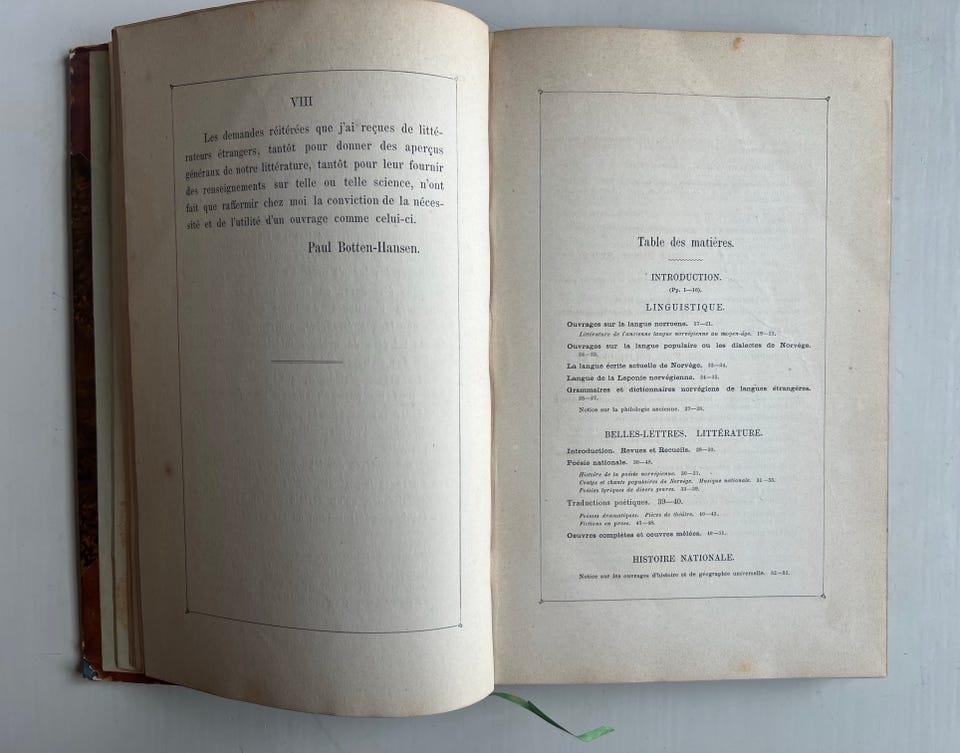 VIII
Les demandes réitérées que j'ai reçues de litté-
rateurs étrangers, tantôt pour donner des aperçus
généraux de notre littérature, tantôt pour leur fournir
des renseignements sur telle ou telle science, n'ont
fait que raffermir chez moi la conviction de la néces-
sité et de l'utilité d'un ouvrage comme celui-ci.
Paul Botten-Hansen.
Table des matières.
INTRODUCTION.
(Pp. 1—16).
LINGUISTIQUE.
Ouvrages sur la langue norroene. 17—21.
Littérature de l'ancienne langue norvégienne au moyen-âge.
Ouvrages sur la langue populaire ou les dialectes de Norvége.
La langue écrite actuelle de Norvége.
Langue de la Laponie norvégienne.
Grammaires et dictionnaires norvégiens de langues étrangères.
Notice sur la philologie ancienne.
BELLES-LETTRES. LITTÉRATURE.
Introduction. Revues et Recueils.
Poésie nationale.
Histoire de la poésie norvégienne.
Contes et chants populaires de Norvége. Musique nationale.
Poésies lyriques de divers genres.
Traductions poétiques. 39—40.
Poésies dramatiques. Pièces de théâtre.
Fictions en prose.
Oeuvres complètes et oeuvres mêlées.
HISTOIRE NATIONALE.
Notice sur les ouvrages d'histoire et de géographie universelle.